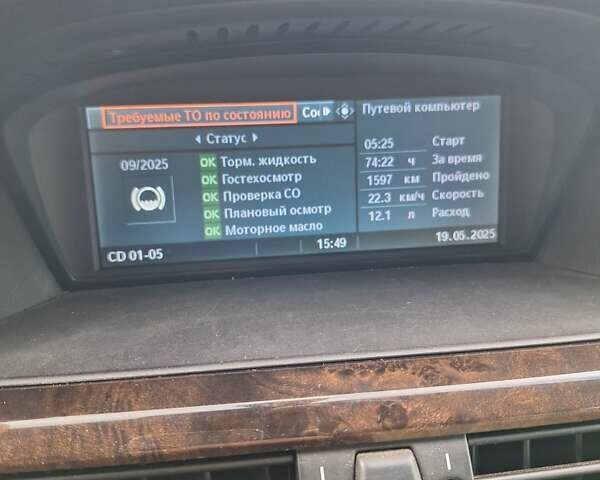 Требуемые ТО по состоянию Со
Статус
09/2025
OK Торм. жидкость
OK Гостехосмотр
OK Проверка СО
OK Плановый осмотр
OK Моторное масло
Путевой компьютер
05:25 Старт
74:22 ч За время
1597 км Пройдено
22.3 км/ч Скорость
12.1 л Расход
CD 01-05 15:49 19.05.2025